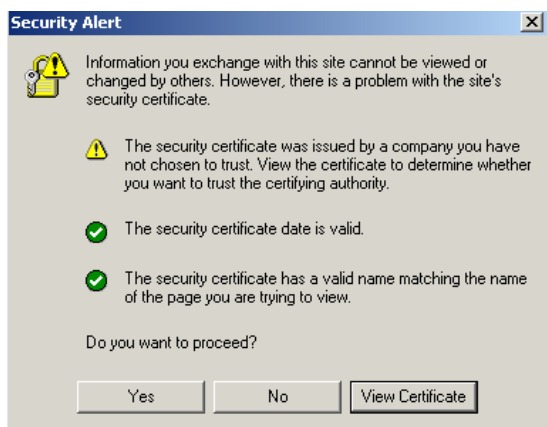 Security Alert
Information you exchange with this site cannot be viewed or
changed by others. However, there is a problem with the site's
security certificate.
The security certificate was issued by a company you have
not chosen to trust. View the certificate to determine whether
you want to trust the certifying authority.
The security certificate date is valid.
The security certificate has a valid name matching the name
of the page you are trying to view.
Do you want to proceed?
Yes
No
View Certificate